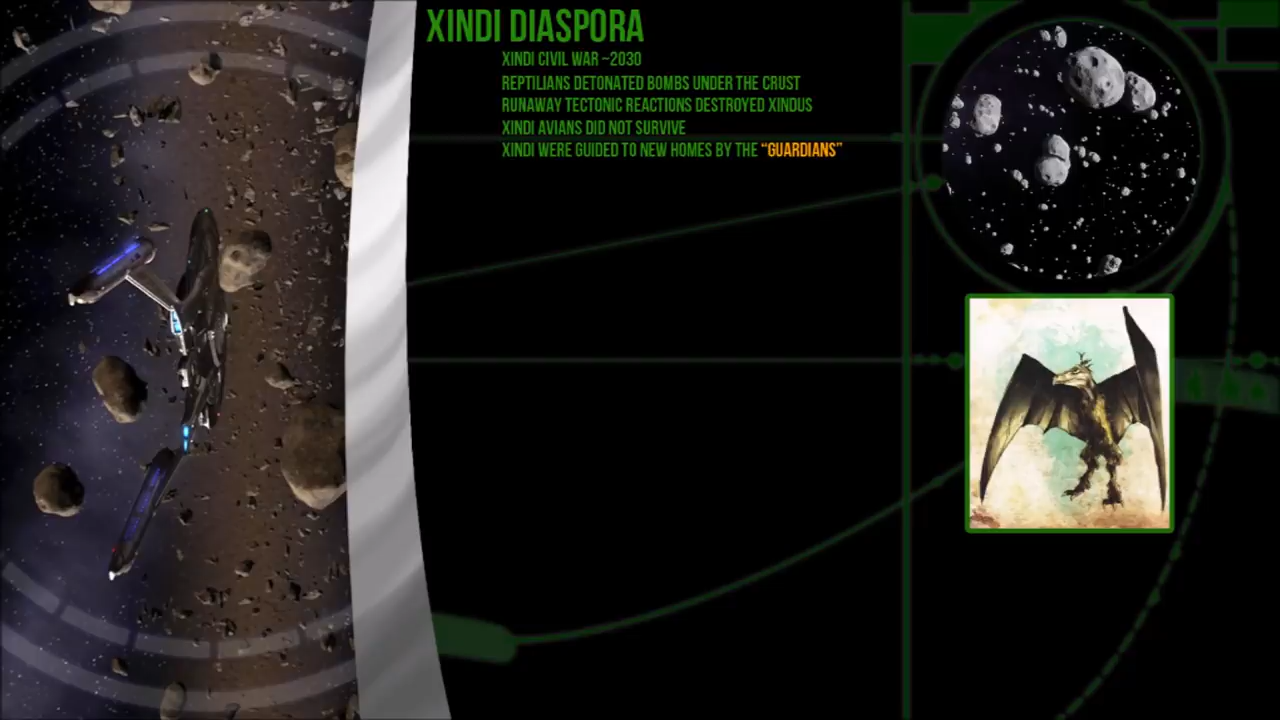 XINDI DIASPORA
XINDI CIVIL WAR ~2030
REPTILIANS DETONATED BOMBS UNDER THE CRUST
RUNAWAY TECTONIC REACTIONS DESTROYED XINDUS
XINDI AVIANS DID NOT SURVIVE
XINDI WERE GUIDED TO NEW HOMES BY THE “GUARDIANS”